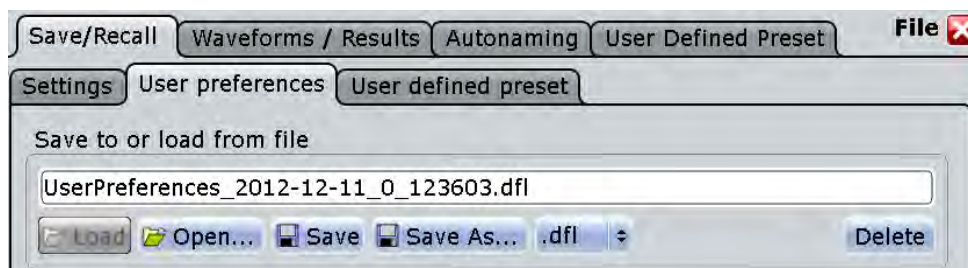 Save/Recall Waveforms / Results Autonaming User Defined Preset File
Settings User preferences User defined preset
Save to or load from file
UserPreferences_2012-12-11_0_123603.dfl
Load Open... Save Save As... .dfl Delete